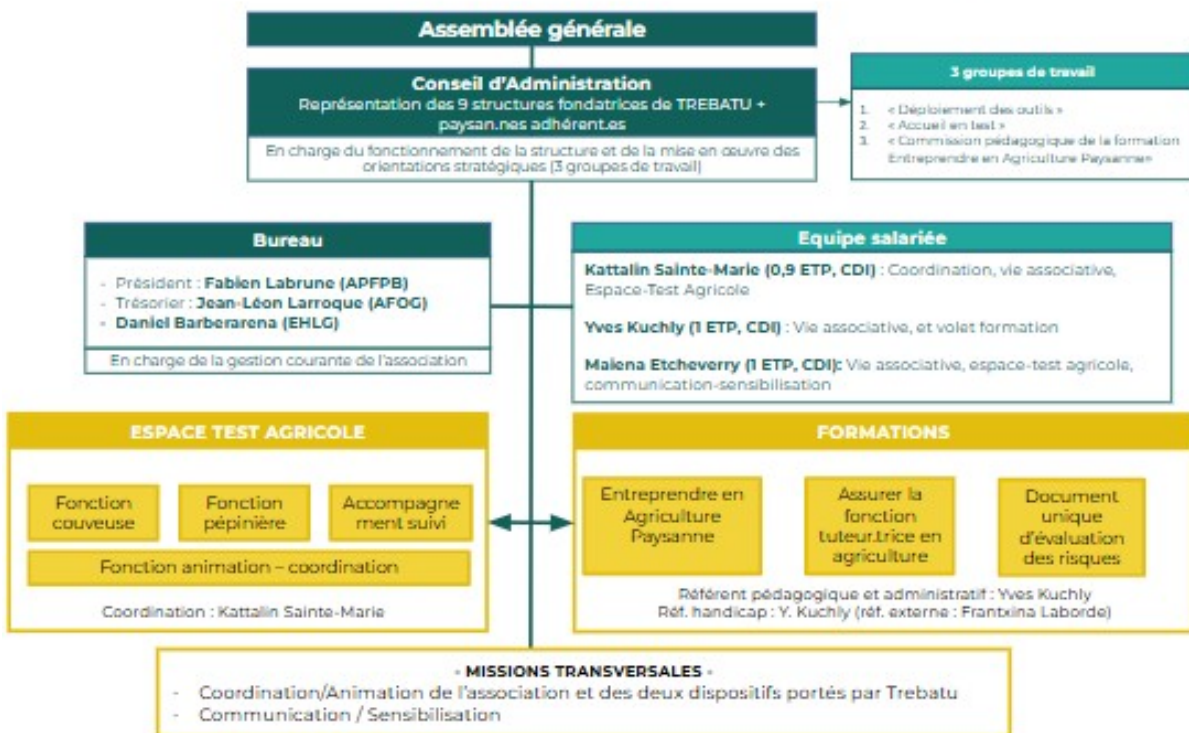 Assemblée générale
Conseil d'Administration
Représentation des 9 structures fondatrices de TREBATU +
paysan.nes adhérent.es
En charge du fonctionnement de la structure et de la mise en œuvre des
orientations stratégiques (3 groupes de travail)
3 groupes de travail
1. « Déploiement des outils »
2. « Accueil en test »
3. « Commission pédagogique de la formation
Entreprendre en Agriculture Paysanne»
Bureau
- Président : Fabien Labrune (APFPB)
- Trésorier : Jean-Léon Larroque (AFOG)
- Daniel Barberarena (EHLG)
En charge de la gestion courante de l'association
Equipe salariée
Kattalin Sainte-Marie (0,9 ETP, CDI) : Coordination, vie associative,
Espace-Test Agricole
Yves Kuchly (1 ETP, CDI) : Vie associative, et volet formation
Maiena Etcheverry (1 ETP, CDI): Vie associative, espace-test agricole,
communication-sensibilisation
ESPACE TEST AGRICOLE
Fonction
couveuse
Fonction
pépinière
Accompagne
ment suivi
Fonction animation – coordination
Coordination : Kattalin Sainte-Marie
FORMATIONS
Entreprendre en
Agriculture
Paysanne
Assurer la
fonction
tuteur.trice en
agriculture
Document
unique
d'évaluation
des risques
Référent pédagogique et administratif : Yves Kuchly
Réf. handicap : Y. Kuchly (réf. externe : Frantxina Laborde)
- MISSIONS TRANSVERSALES -
- Coordination/Animation de l'association et des deux dispositifs portés par Trebatu
- Communication / Sensibilisation